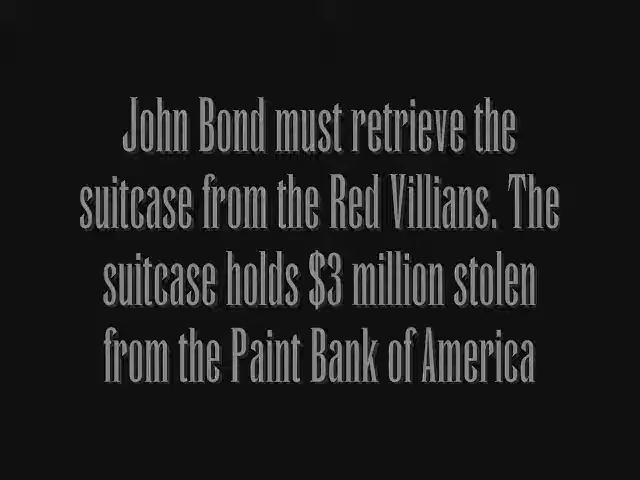 John Bond must retrieve the
suitcase from the Red Villians. The
suitcase holds $3 million stolen
from the Paint Bank of America